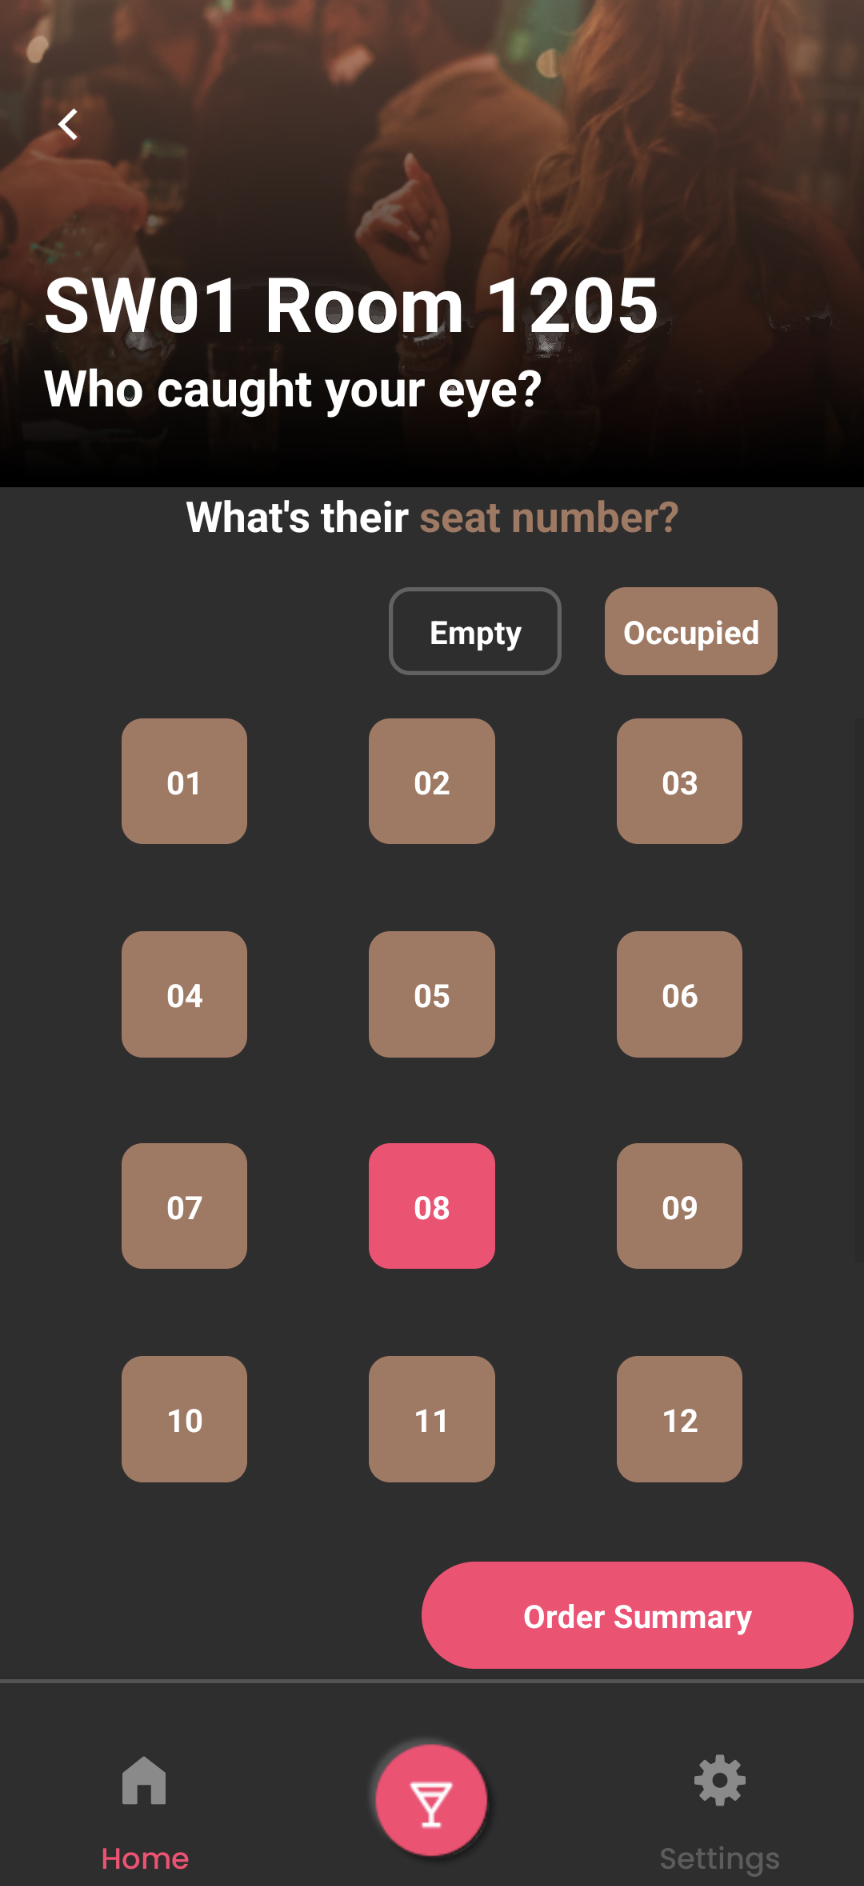 SW01 Room 1205
Who caught your eye?
What's their seat number?
Empty Occupied
01 02 03
04 05 06
07 08 09
10 11 12
Order Summary
Home Settings